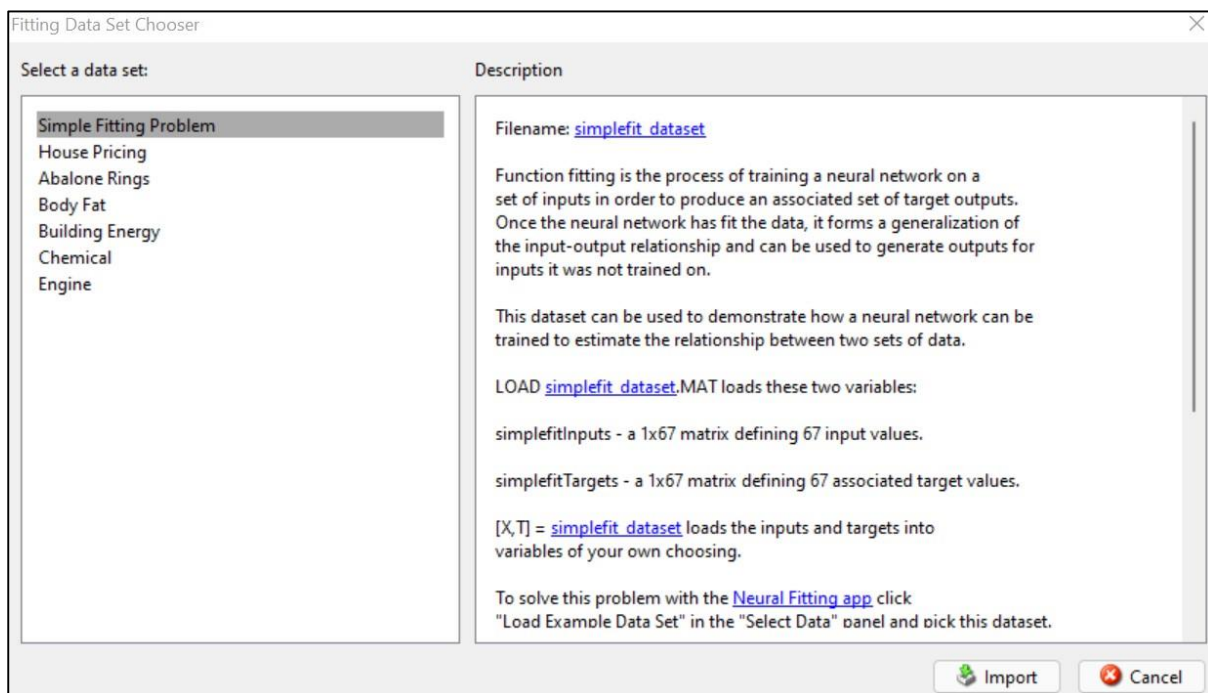 Fitting Data Set Chooser
Select a data set:
Simple Fitting Problem
House Pricing
Abalone Rings
Body Fat
Building Energy
Chemical
Engine
Description
Filename: simplefit_dataset
Function fitting is the process of training a neural network on a
set of inputs in order to produce an associated set of target outputs.
Once the neural network has fit the data, it forms a generalization of
the input-output relationship and can be used to generate outputs for
inputs it was not trained on.
This dataset can be used to demonstrate how a neural network can be
trained to estimate the relationship between two sets of data.
LOAD simplefit_dataset.MAT loads these two variables:
simplefitInputs - a 1x67 matrix defining 67 input values.
simplefitTargets - a 1x67 matrix defining 67 associated target values.
[X,T] = simplefit_dataset loads the inputs and targets into
variables of your own choosing.
To solve this problem with the Neural Fitting app click
"Load Example Data Set" in the "Select Data" panel and pick this dataset.
Import
Cancel